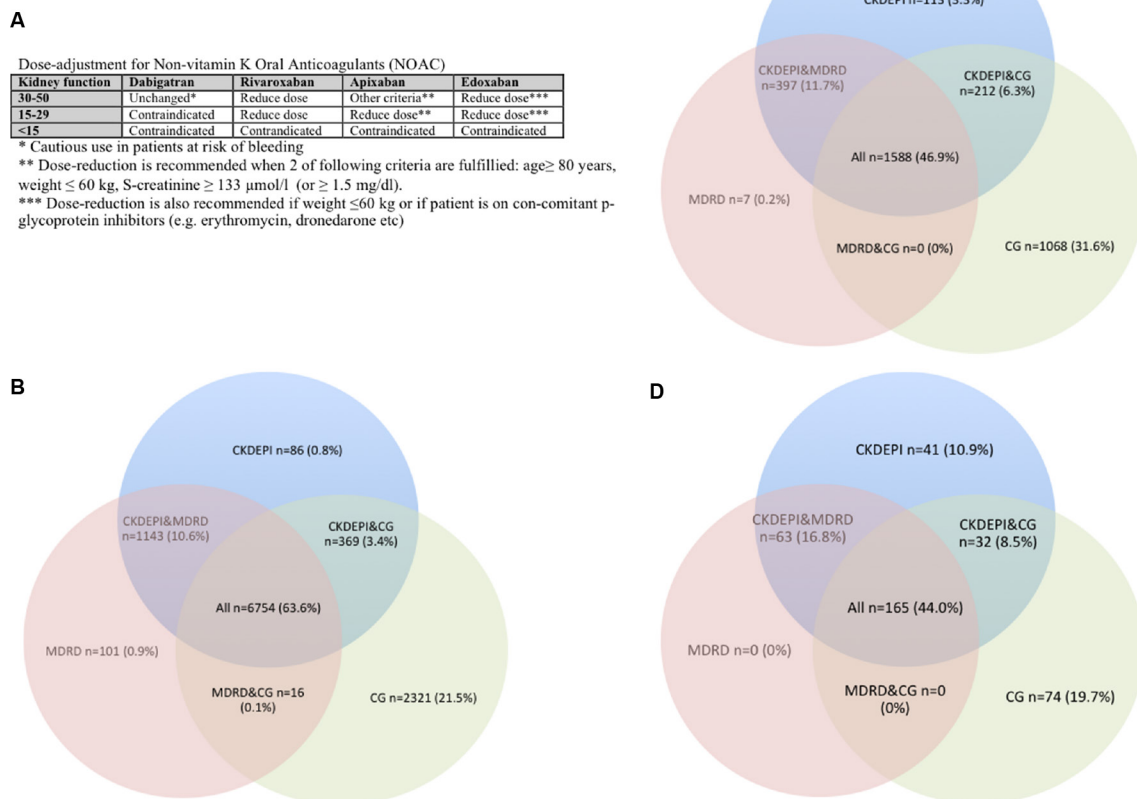 A
Dose-adjustment for Non-vitamin K Oral Anticoagulants (NOAC)
Kidney function Dabigatran Rivaroxaban Apixaban Edoxaban
30-50 Unchanged* Reduce dose Other criteria** Reduce dose***
15-29 Contraindicated Reduce dose Reduce dose** Reduce dose***
<15 Contraindicated Contrandicated Contraindicated Contraindicated
* Cautious use in patients at risk of bleeding
** Dose-reduction is recommended when 2 of following criteria are fulfillied: age≥ 80 years,
weight ≤ 60 kg, S-creatinine ≥ 133 µmol/l (or ≥ 1.5 mg/dl).
*** Dose-reduction is also recommended if weight ≤60 kg or if patient is on con-comitant p-
glycoprotein inhibitors (e.g. erythromycin, dronedarone etc)
CKDEPI n=113 (3.3%)
CKDEPI&MDRD
n=397 (11.7%)
CKDEPI&CG
n=212 (6.3%)
All n=1588 (46.9%)
MDRD n=7 (0.2%)
MDRD&CG n=0 (0%)
CG n=1068 (31.6%)
B
CKDEPI n=86 (0.8%)
CKDEPI&MDRD
n=1143 (10.6%)
CKDEPI&CG
n=369 (3.4%)
All n=6754 (63.6%)
MDRD n=101 (0.9%)
MDRD&CG n=16
(0.1%)
CG n=2321 (21.5%)
D
CKDEPI n=41 (10.9%)
CKDEPI&MDRD
n=63 (16.8%)
CKDEPI&CG
n=32 (8.5%)
All n=165 (44.0%)
MDRD n=0 (0%)
MDRD&CG n=0
(0%)
CG n=74 (19.7%)